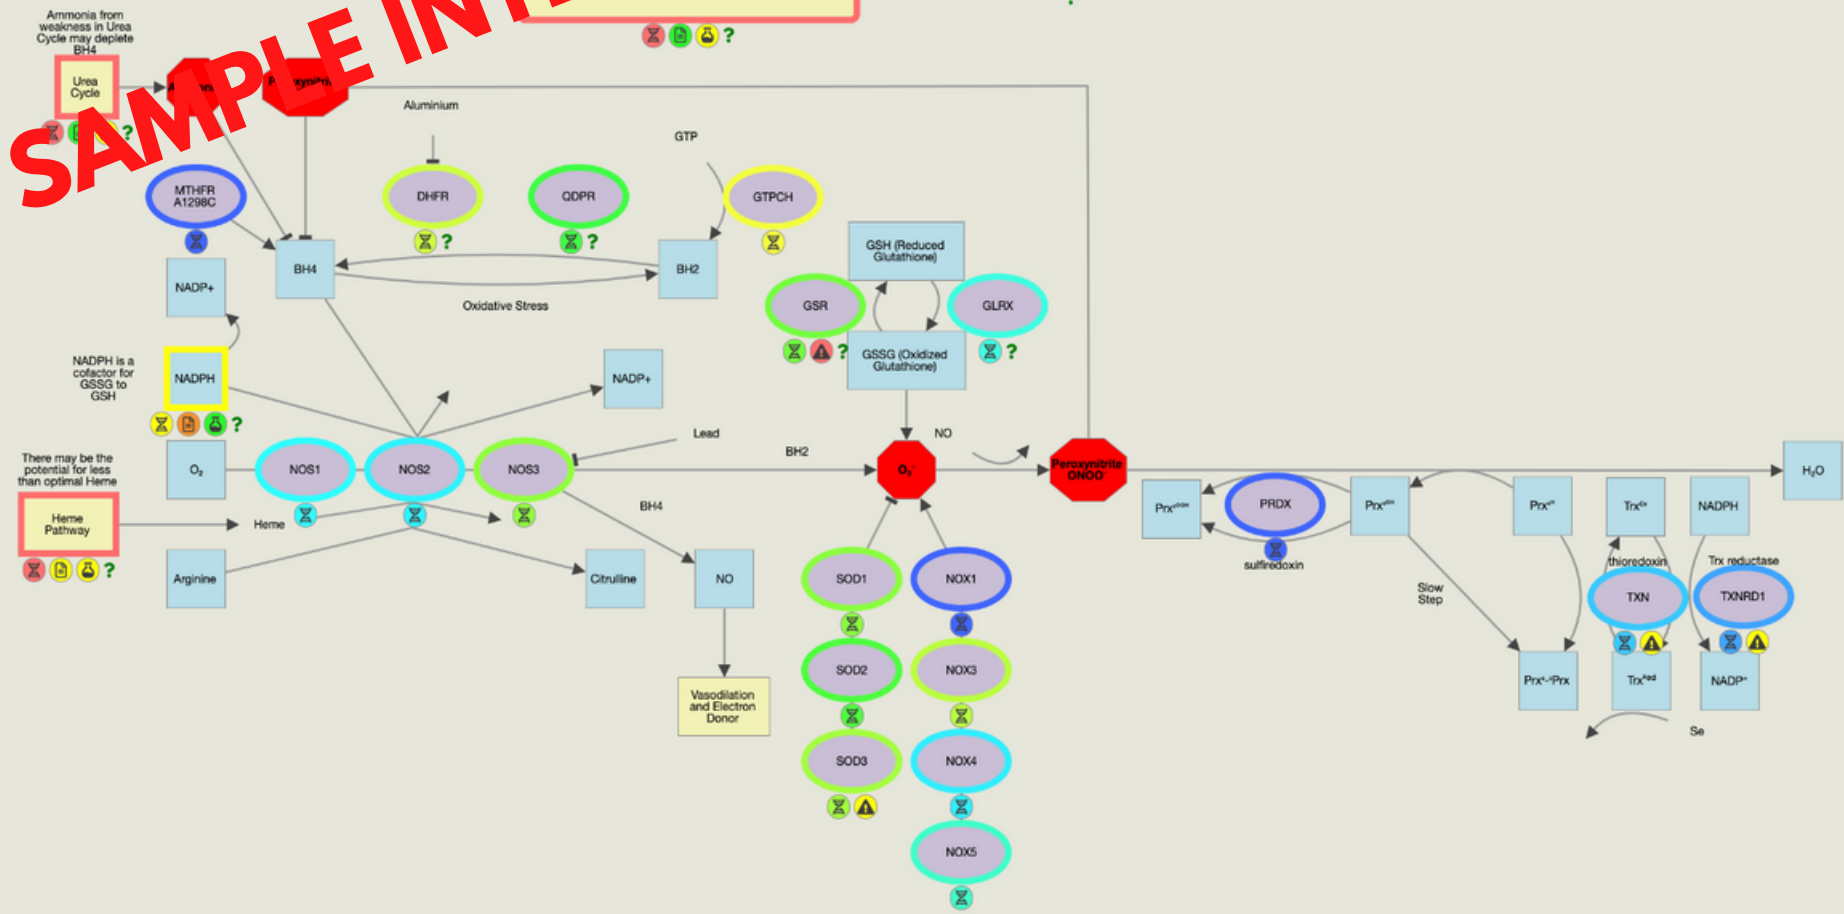 Ammonia from
weakness in Urea
Cycle may deplete
BH4
SAMPLE
?
Urea
Cycle
?
Aluminium
GTP
MTHFR
A1298C
DHFR
QDPR
GTPCH
?
?
BH4
BH2
Oxidative Stress
NADP+
GSH (Reduced
Glutathione)
GSR
GLRX
?
?
GSSG (Oxidized
Glutathione)
NADPH is a
cofactor for
GSSG to
GSH
NADPH
?
NADP+
Lead
BH2
NO
There may be the
potential for less
than optimal Heme
O₂
NOS1
NOS2
NOS3
O₂⁻
Peroxynitrite
ONOO⁻
H₂O
Heme
Pathway
?
Heme
BH4
Arginine
Citrulline
NO
Vasodilation
and Electron
Donor
SOD1
SOD2
SOD3
NOX1
NOX3
NOX4
NOX5
PRDX
sulfiredoxin
NADPH
Slow
Step
thioredoxin
Trx reductase
TXN
TXNRD1
Se